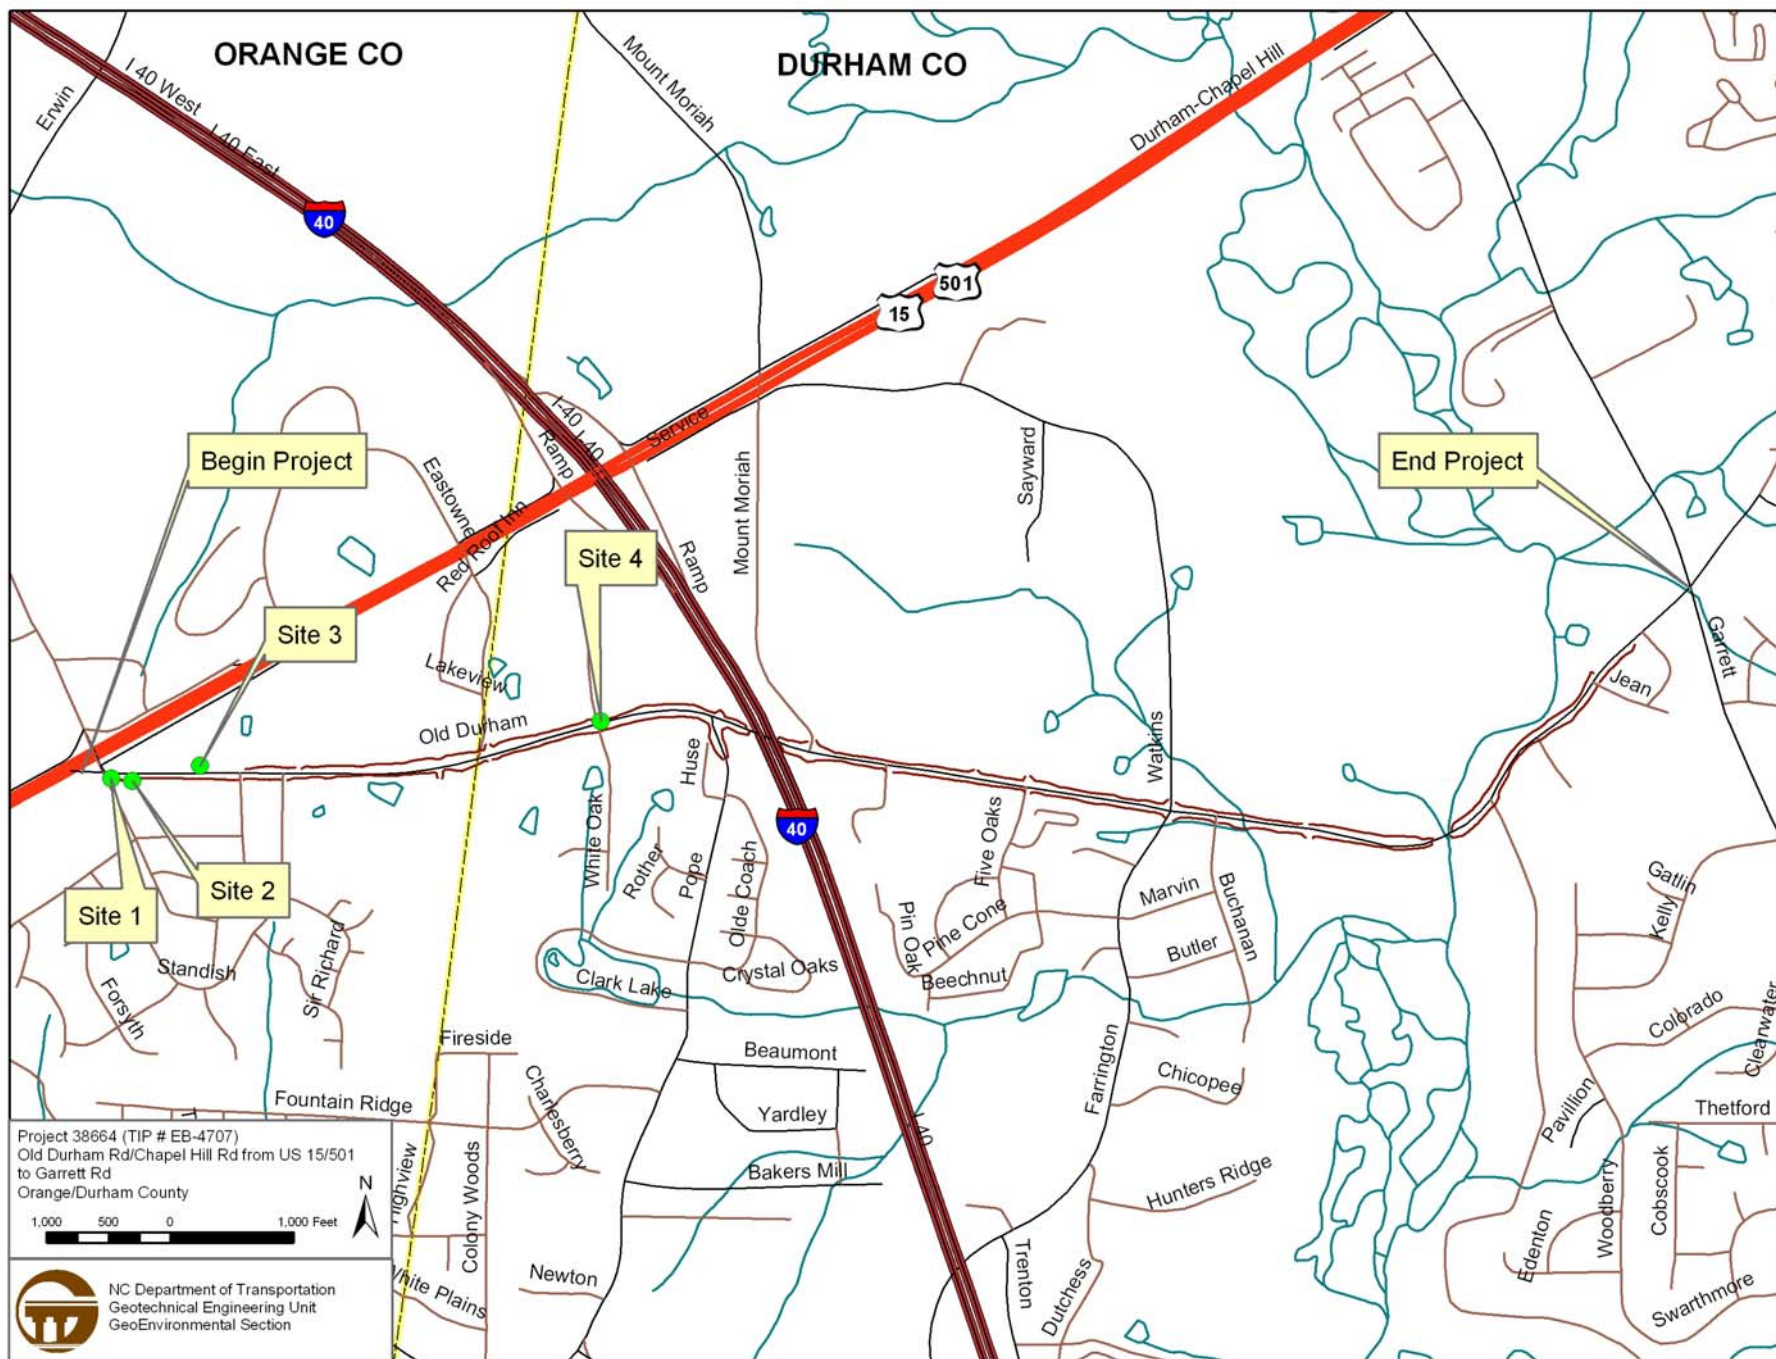 ORANGE CO
DURHAM CO
Erwin
I 40 West
I 40 East
40
Mount Moriah
Durham-Chapel Hill
501
15
I-40
I-40
Ramp
Service
Begin Project
Eastowne
Red Roof Inn
Site 4
Ramp
Mount Moriah
Sayward
End Project
Site 3
Lakeview
Old Durham
Garrett
Jean
Huse
Watkins
40
White Oak
Rother
Pope
Olde Coach
Five Oaks
Site 1
Site 2
Standish
Forsyth
Sir Richard
Clark Lake
Crystal Oaks
Pin Oak
Pine Cone
Beechnut
Marvin
Butler
Buchanan
Gatlin
Kelly
Colorado
Clearwater
Fireside
Fountain Ridge
Charlesberry
Beaumont
Yardley
Bakers Mill
I 40
Farrington
Chicopee
Pavillion
Thetford
Highview
Colony Woods
White Plains
Newton
Trenton
Dutchess
Hunters Ridge
Edenton
Woodberry
Cobscook
Swarthmore
Project 38664 (TIP # EB-4707)
Old Durham Rd/Chapel Hill Rd from US 15/501
to Garrett Rd
Orange/Durham County
N
1,000 500 0 1,000 Feet
NC Department of Transportation
Geotechnical Engineering Unit
GeoEnvironmental Section